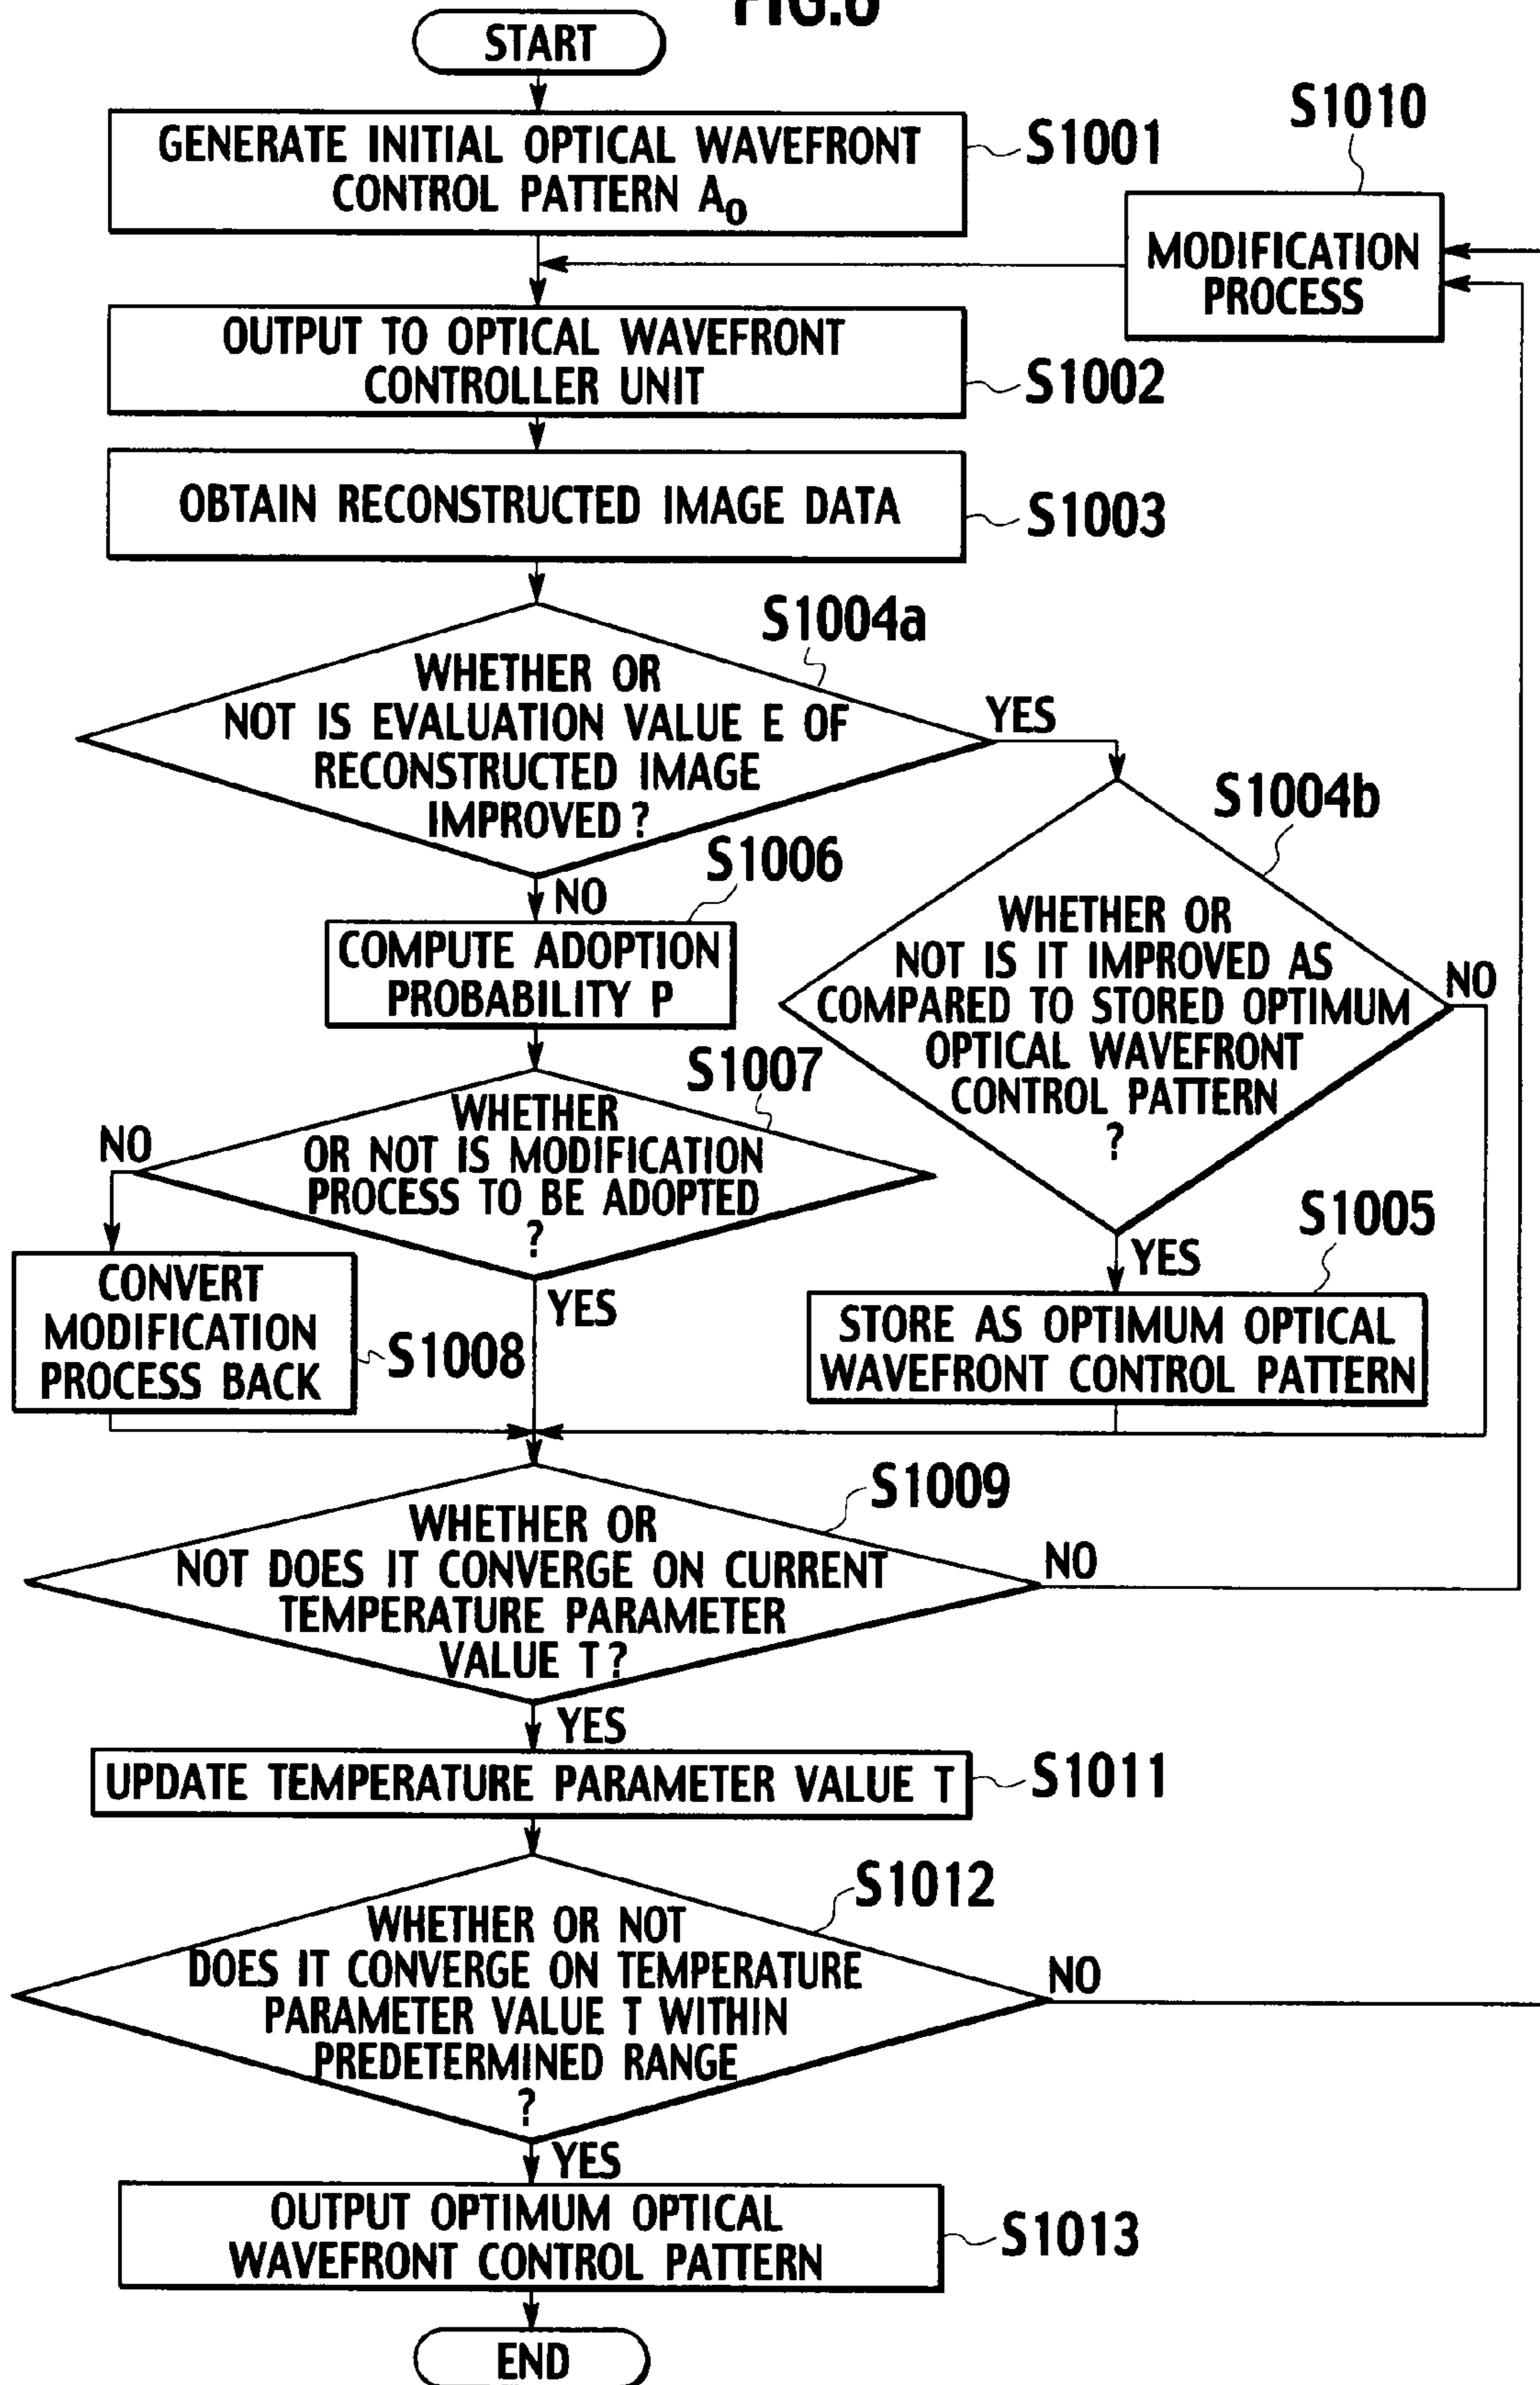 FIG.
START
GENERATE INITIAL OPTICAL WAVEFRONT
CONTROL PATTERN A₀
S1001
S1010
MODIFICATION
PROCESS
OUTPUT TO OPTICAL WAVEFRONT
CONTROLLER UNIT
S1002
OBTAIN RECONSTRUCTED IMAGE DATA
S1003
S1004a
WHETHER OR
NOT IS EVALUATION VALUE E OF
RECONSTRUCTED IMAGE
IMPROVED?
YES
NO
S1004b
WHETHER OR
NOT IS IT IMPROVED AS
COMPARED TO STORED OPTIMUM
OPTICAL WAVEFRONT
CONTROL PATTERN
?
NO
YES
S1006
COMPUTE ADOPTION
PROBABILITY P
S1007
WHETHER
OR NOT IS MODIFICATION
PROCESS TO BE ADOPTED
?
NO
YES
S1005
STORE AS OPTIMUM OPTICAL
WAVEFRONT CONTROL PATTERN
CONVERT
MODIFICATION
PROCESS BACK
S1008
S1009
WHETHER OR
NOT DOES IT CONVERGE ON CURRENT
TEMPERATURE PARAMETER
VALUE T?
NO
YES
UPDATE TEMPERATURE PARAMETER VALUE T
S1011
S1012
WHETHER OR NOT
DOES IT CONVERGE ON TEMPERATURE
PARAMETER VALUE T WITHIN
PREDETERMINED RANGE
?
NO
YES
OUTPUT OPTIMUM OPTICAL
WAVEFRONT CONTROL PATTERN
S1013
END